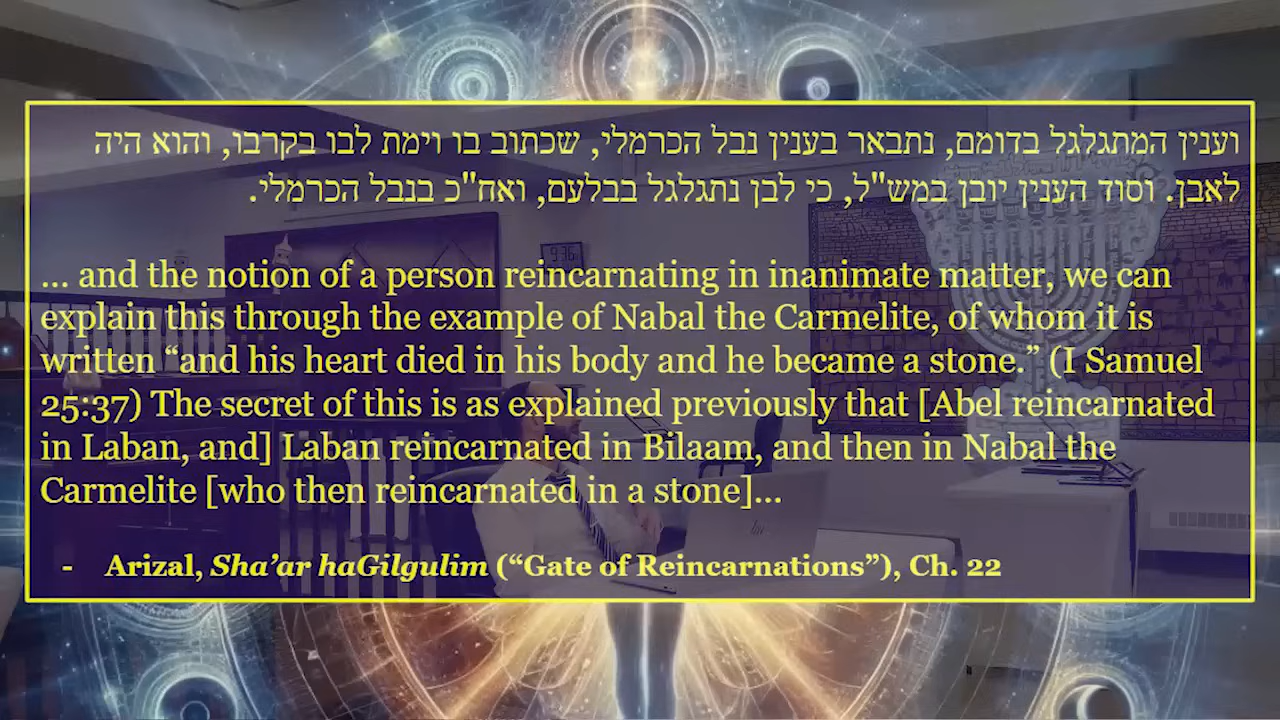 וענין המתגלגל בדומם, נתבאר בענין נבל הכרמלי, שכתוב בו וימת לבו בקרבו, והוא היה
לאבן. וסוד הענין יובן במש"ל, כי לבן נתגלגל בבלעם, ואח"כ בנבל הכרמלי.
9:36
... and the notion of a person reincarnating in inanimate matter, we can
explain this through the example of Nabal the Carmelite, of whom it is
written “and his heart died in his body and he became a stone.” (I Samuel
25:37) The secret of this is as explained previously that [Abel reincarnated
in Laban, and] Laban reincarnated in Bilaam, and then in Nabal the
Carmelite [who then reincarnated in a stone]...
- Arizal, Sha’ar haGilgulim (“Gate of Reincarnations”), Ch. 22